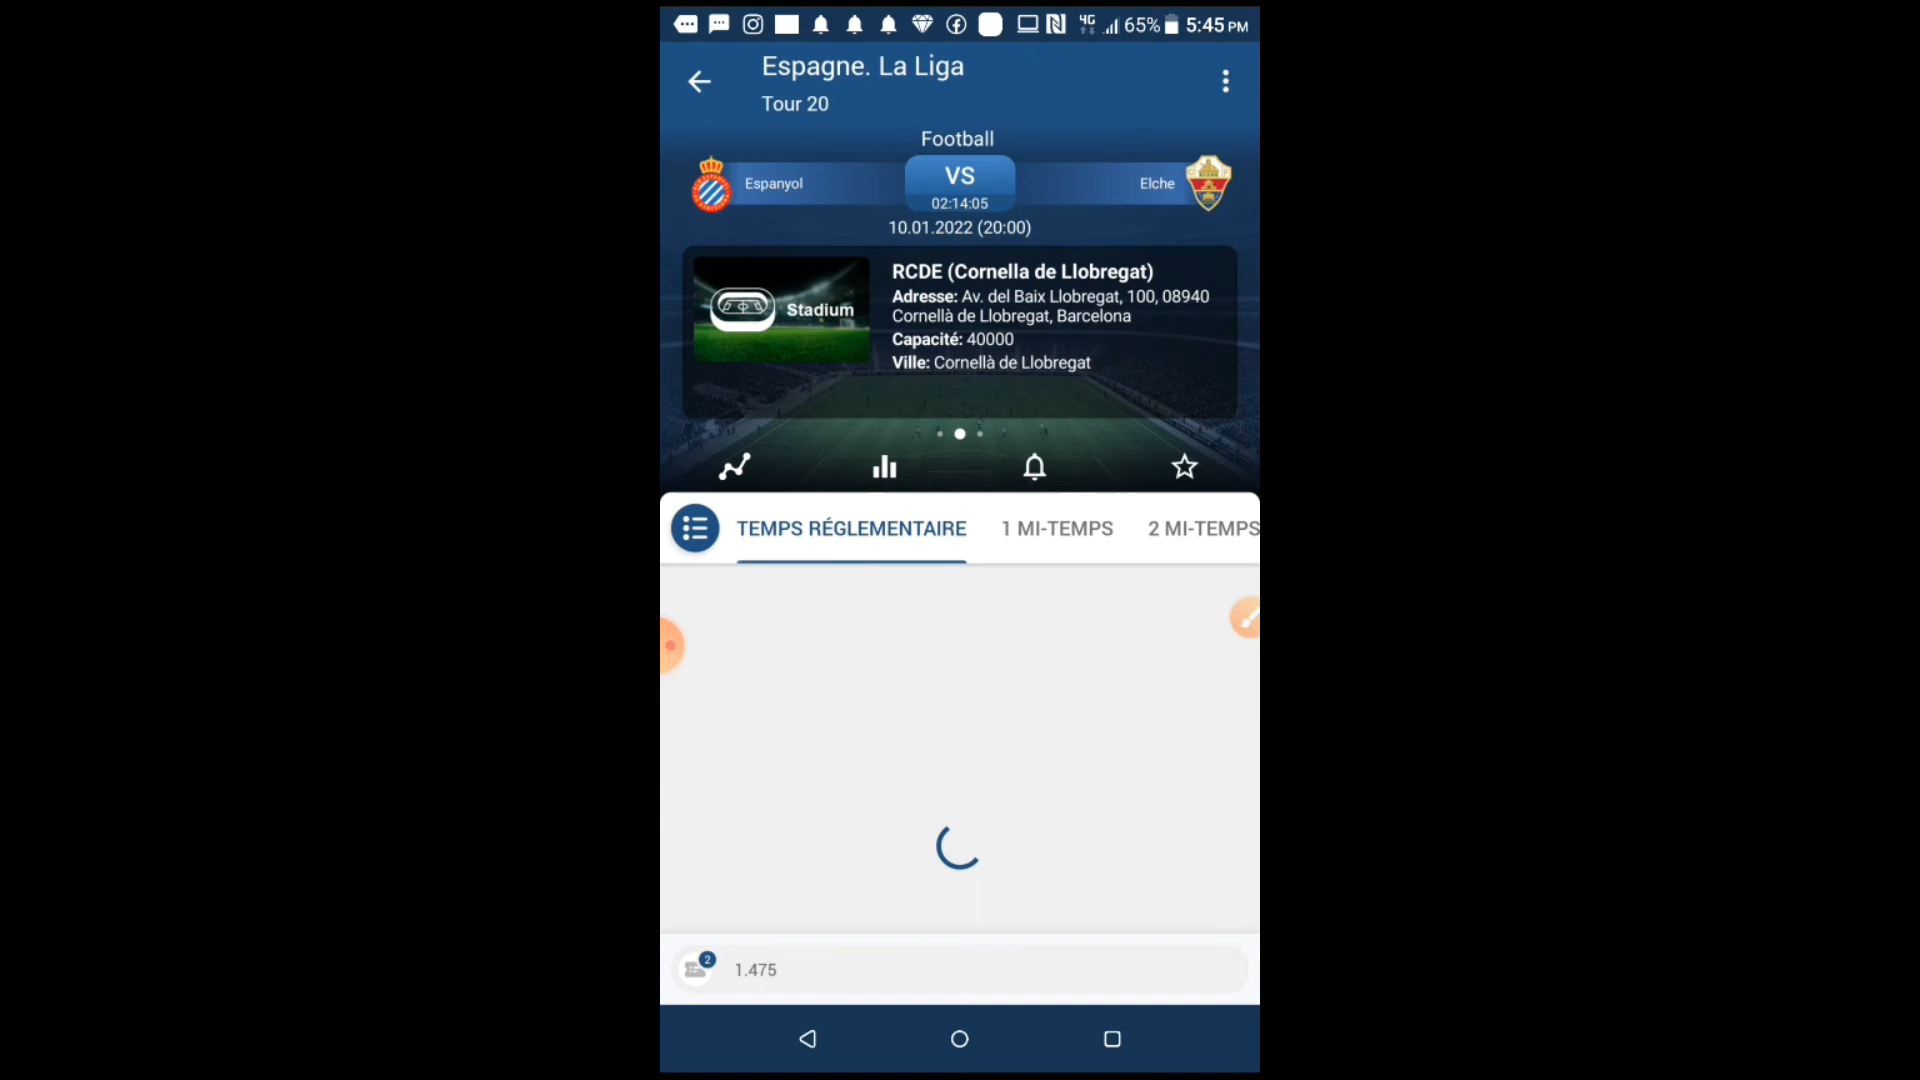 65% 5:45 PM
Espagne. La Liga
Tour 20
Football
Espanyol VS Elche
02:14:05
10.01.2022 (20:00)
Stadium
RCDE (Cornella de Llobregat)
Adresse: Av. del Baix Llobregat, 100, 08940
Cornellà de Llobregat, Barcelona
Capacité: 40000
Ville: Cornellà de Llobregat
TEMPS RÉGLEMENTAIRE 1 MI-TEMPS 2 MI-TEMPS
2 1.475